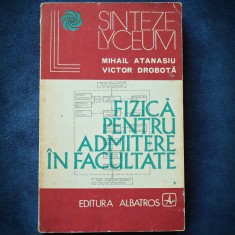 SINTEZE
LYCEUM
MIHAIL ATANASIU
VICTOR DROBOTĂ
FIZICĂ
PENTRU
ADMITERE
ÎN FACULTATE
EDITURA ALBATROS